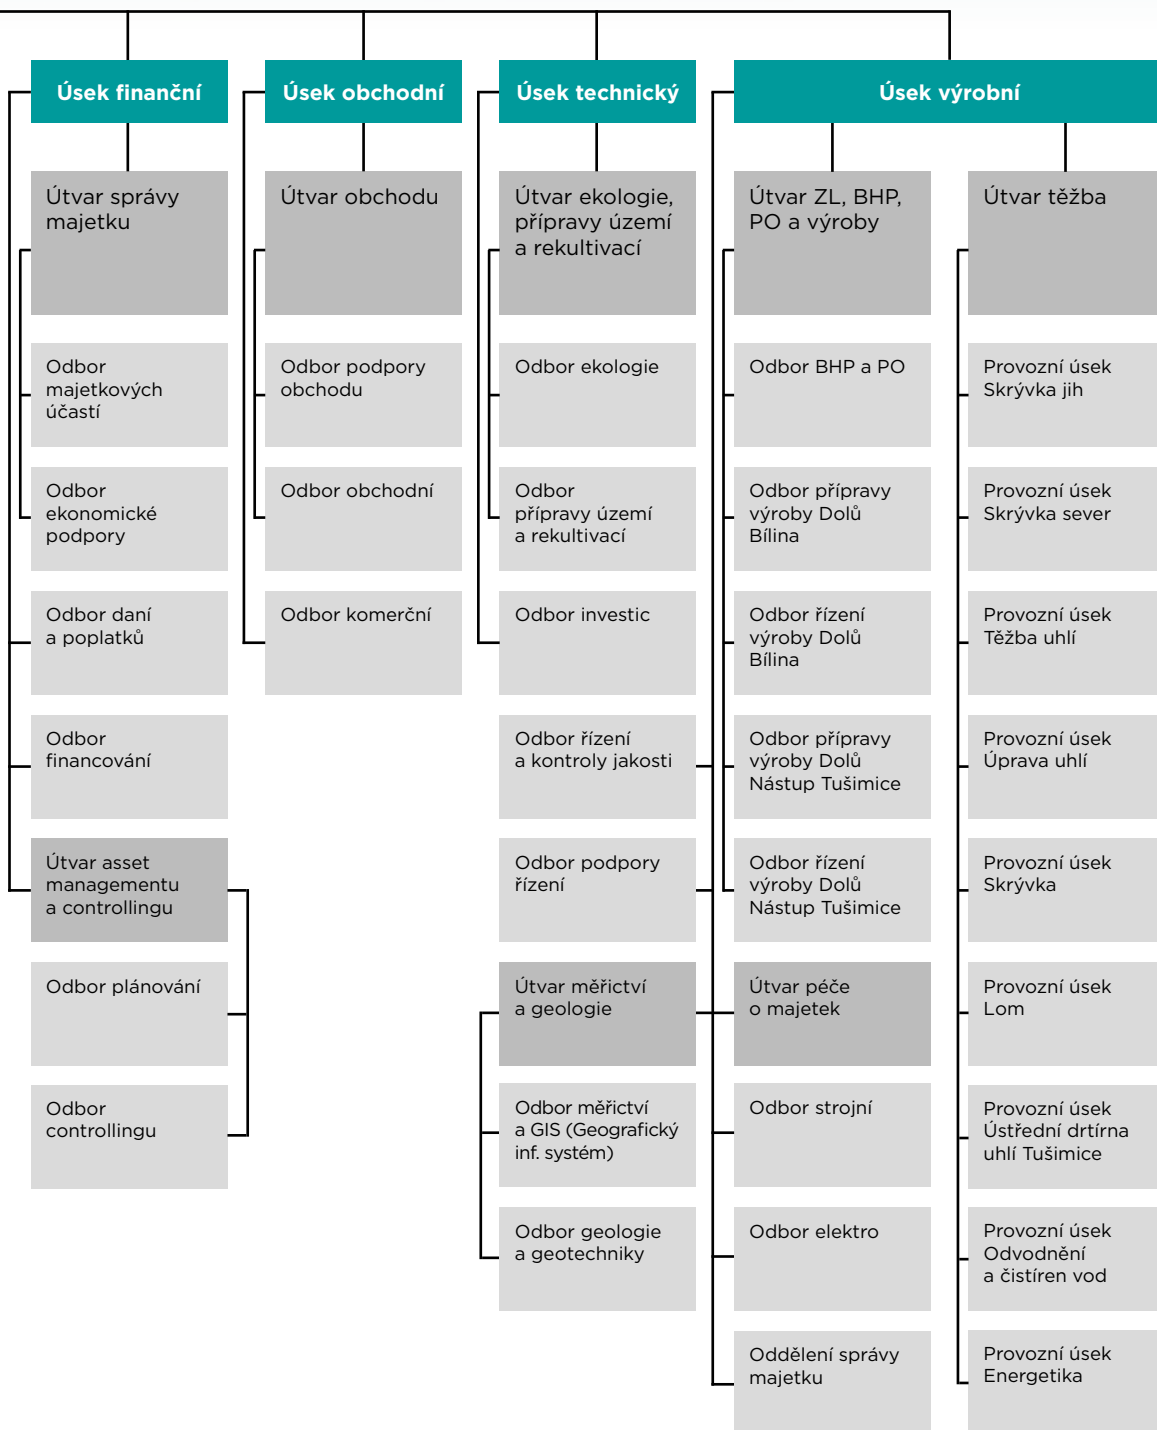 Úsek finanční
Úsek obchodní
Úsek technický
Úsek výrobní
Útvar správy
majetku
Útvar obchodu
Útvar ekologie,
přípravy území
a rekultivací
Útvar ZL, BHP,
PO a výroby
Útvar těžba
Odbor
majetkových
účastí
Odbor podpory
obchodu
Odbor ekologie
Odbor BHP a PO
Provozní úsek
Skrývka jih
Odbor
ekonomické
podpory
Odbor obchodní
Odbor
přípravy území
a rekultivací
Odbor přípravy
výroby Dolů
Bílina
Provozní úsek
Skrývka sever
Odbor daní
a poplatků
Odbor komerční
Odbor investic
Odbor řízení
výroby Dolů
Bílina
Provozní úsek
Těžba uhlí
Odbor
financování
Odbor řízení
a kontroly jakosti
Odbor přípravy
výroby Dolů
Nástup Tušimice
Provozní úsek
Úprava uhlí
Útvar asset
managementu
a controllingu
Odbor podpory
řízení
Odbor řízení
výroby Dolů
Nástup Tušimice
Provozní úsek
Skrývka
Odbor plánování
Útvar měřictví
a geologie
Útvar péče
o majetek
Provozní úsek
Lom
Odbor
controllingu
Odbor měřictví
a GIS (Geografický
inf. systém)
Odbor strojní
Provozní úsek
Ústřední drtírna
uhlí Tušimice
Odbor geologie
a geotechniky
Odbor elektro
Provozní úsek
Odvodnění
a čistíren vod
Oddělení správy
majetku
Provozní úsek
Energetika